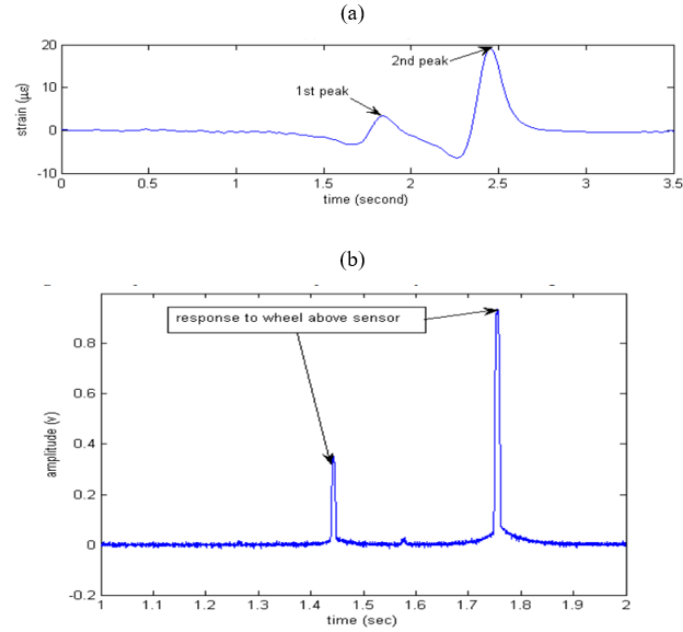 (a)
20
2nd peak
10
1st peak
0
-10
strain (με)
0 0.5 1 1.5 2 2.5 3 3.5
time (second)
(b)
response to wheel above sensor
0.8
0.6
0.4
0.2
0
-0.2
amplitude (v)
1 1.1 1.2 1.3 1.4 1.5 1.6 1.7 1.8 1.9 2
time (sec)